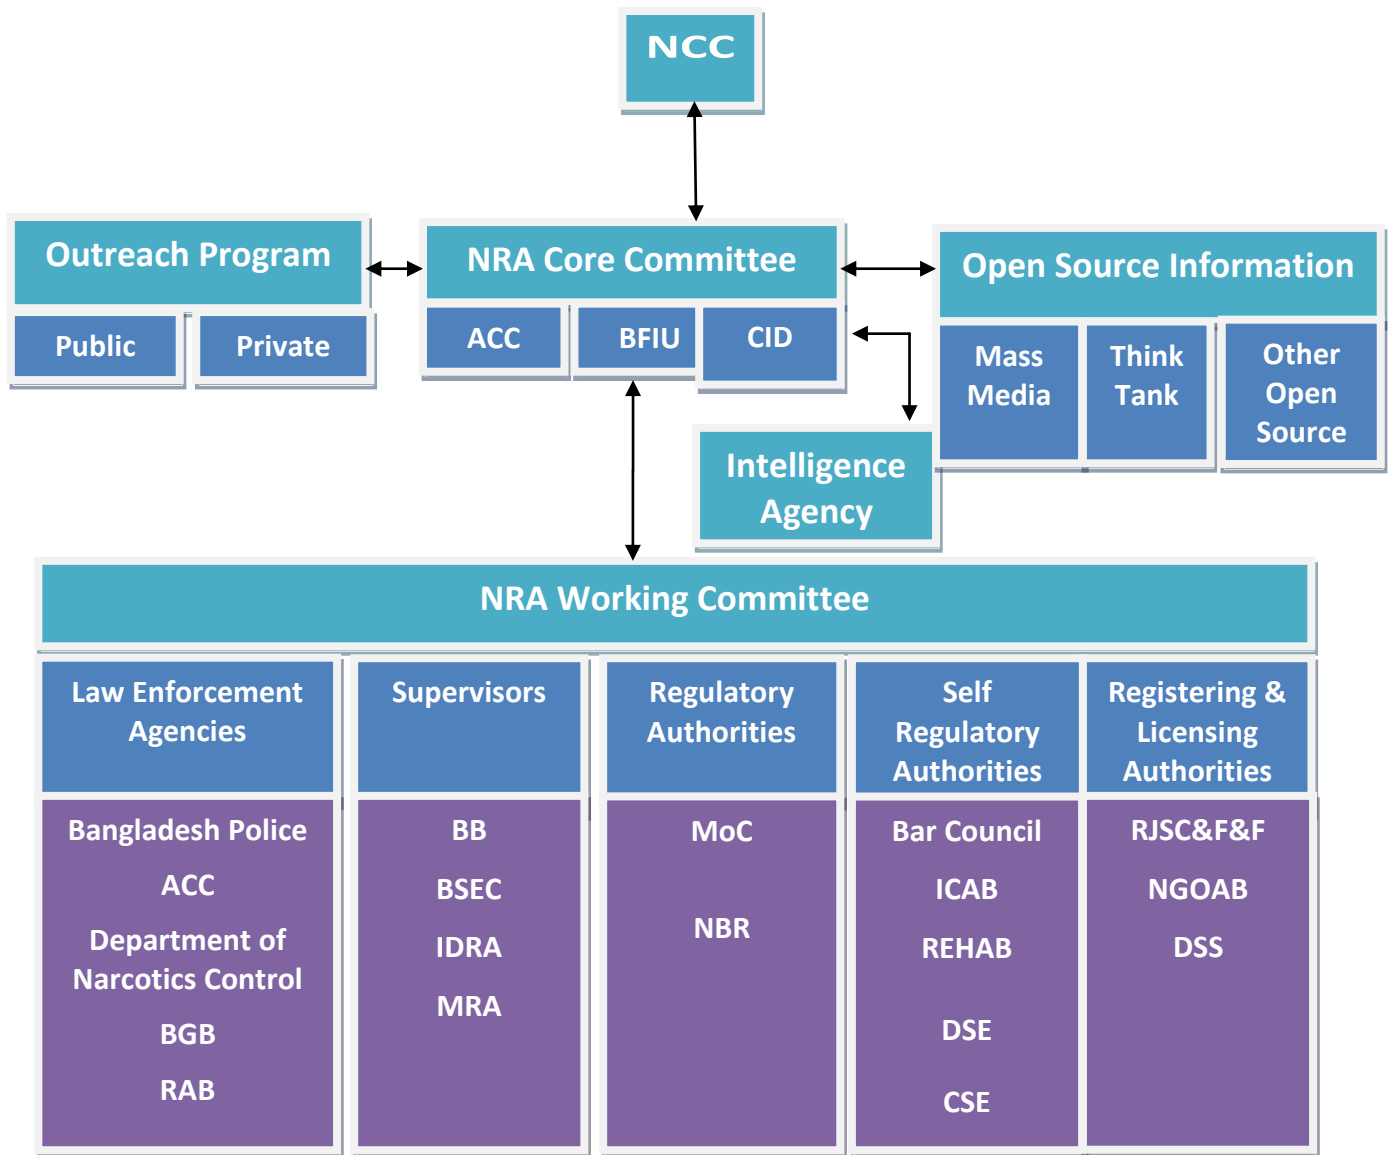 NCC
Outreach Program
Public
Private
NRA Core Committee
ACC
BFIU
CID
Open Source Information
Mass
Media
Think
Tank
Other
Open
Source
Intelligence
Agency
NRA Working Committee
Law Enforcement
Agencies
Bangladesh Police
ACC
Department of
Narcotics Control
BGB
RAB
Supervisors
BB
BSEC
IDRA
MRA
Regulatory
Authorities
MoC
NBR
Self
Regulatory
Authorities
Bar Council
ICAB
REHAB
DSE
CSE
Registering &
Licensing
Authorities
RJSC&F&F
NGOAB
DSS